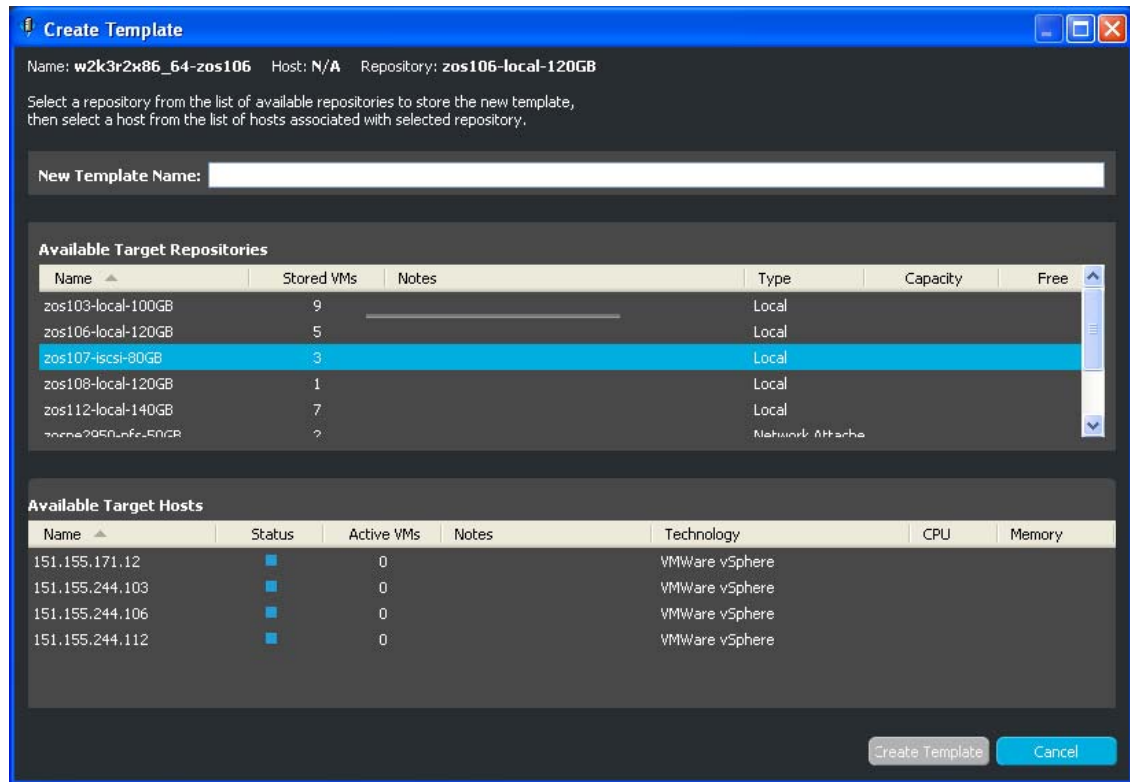 Create Template
Name: w2k3r2x86_64-zos106 Host: N/A Repository: zos106-local-120GB
Select a repository from the list of available repositories to store the new template,
then select a host from the list of hosts associated with selected repository.
New Template Name:
Available Target Repositories
Name Stored VMs Notes Type Capacity Free
zos103-local-100GB 9 Local
zos106-local-120GB 5 Local
zos107-iscsi-80GB 3 Local
zos108-local-120GB 1 Local
zos112-local-140GB 7 Local
zospe2950-nfs-50GB 2 Network Attache
Available Target Hosts
Name Status Active VMs Notes Technology CPU Memory
151.155.171.12 0 VMWare vSphere
151.155.244.103 0 VMWare vSphere
151.155.244.106 0 VMWare vSphere
151.155.244.112 0 VMWare vSphere
Create Template Cancel